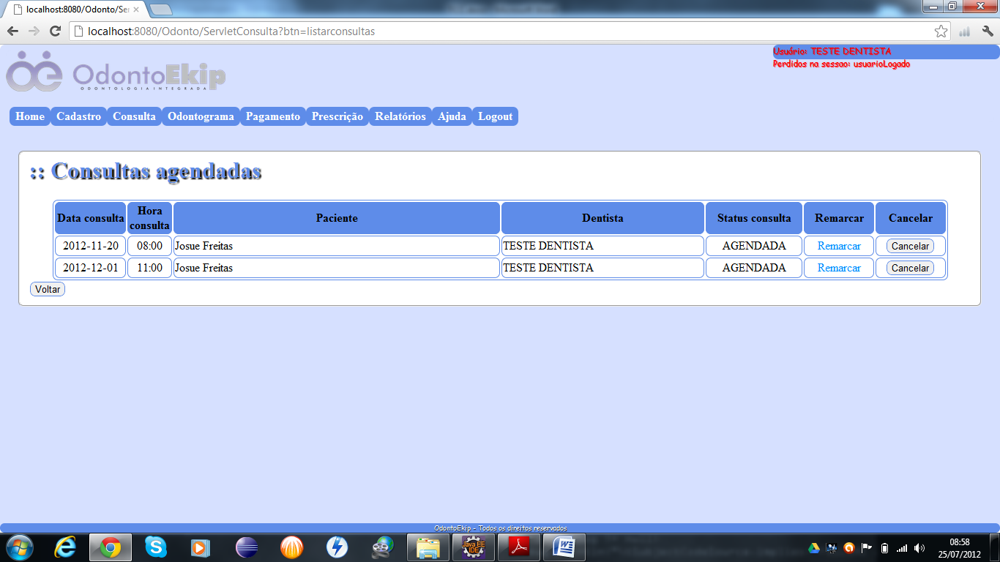 localhost:8080/Odonto/Ser
localhost:8080/Odonto/ServletConsulta?btn=listarconsultas
Usuário: TESTE DENTISTA
Perdidos na sessao: usuarioLogado
OdontoEkip
ODONTOLOGIAINTEGRADA
Home Cadastro Consulta Odontograma Pagamento Prescrição Relatórios Ajuda Logout
:: Consultas agendadas
Data consulta Hora consulta Paciente Dentista Status consulta Remarcar Cancelar
2012-11-20 08:00 Josue Freitas TESTE DENTISTA AGENDADA Remarcar Cancelar
2012-12-01 11:00 Josue Freitas TESTE DENTISTA AGENDADA Remarcar Cancelar
Voltar
OdontoEkip - Todos os direitos reservados
Java EE
IDE
08:58
25/07/2012